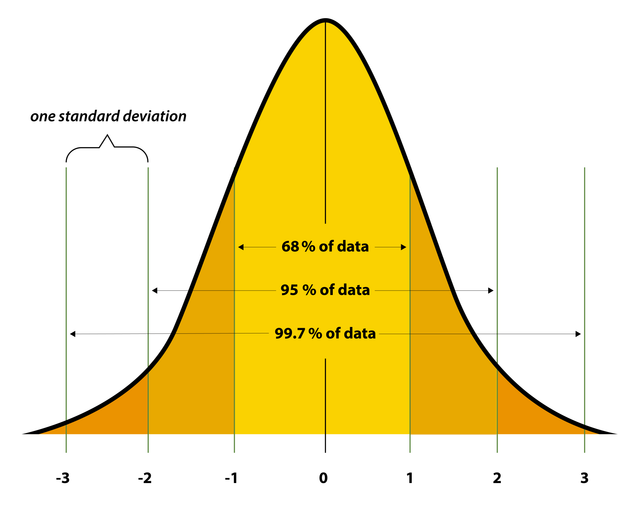 one standard deviation
68 % of data
95 % of data
99.7 % of data
-3 -2 -1 0 1 2 3